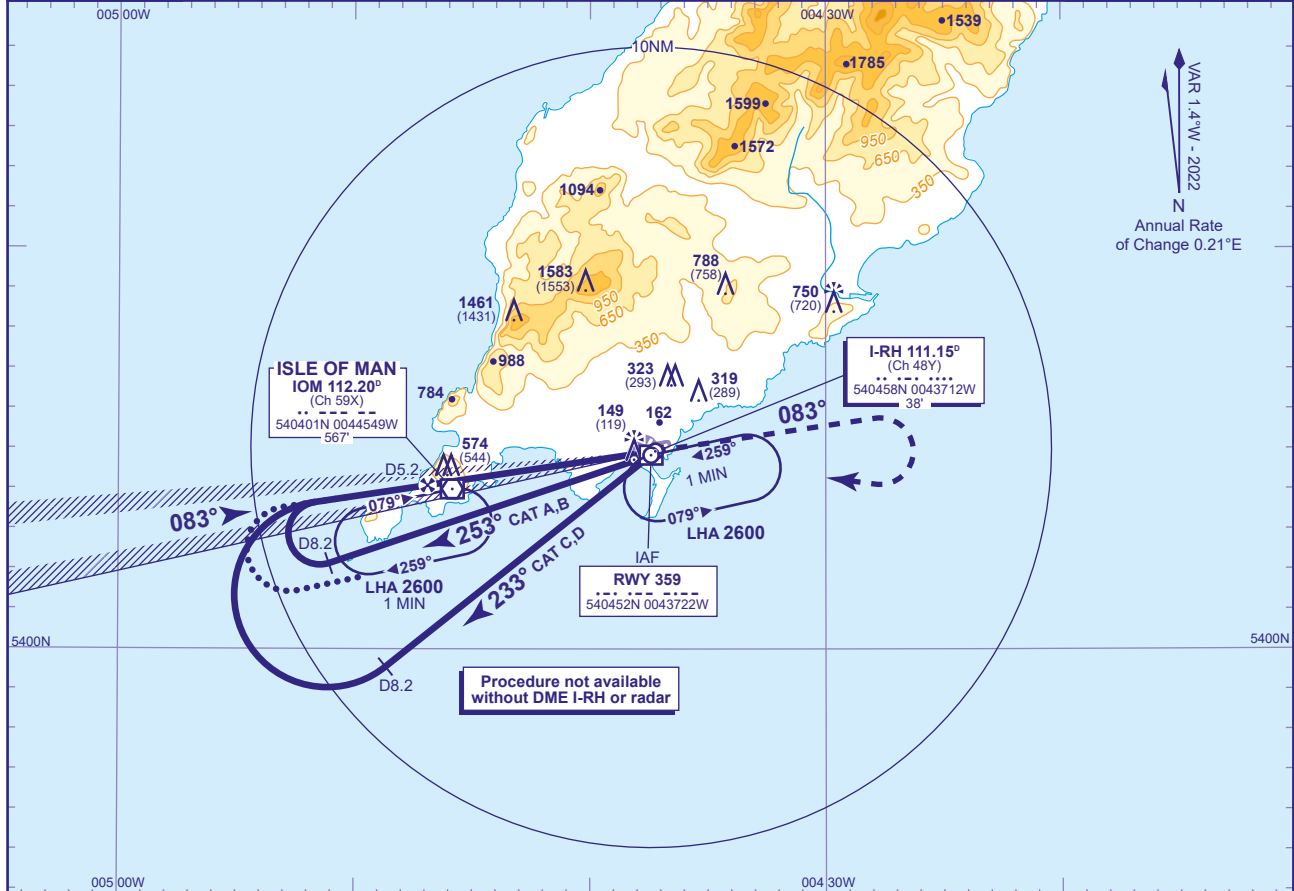 005 00W
004 30W
1539
10NM
1785
VAR 1.4°W - 2022
1599
1572
950
650
350
N
Annual Rate
of Change 0.21°E
1094
1583
(1553)
788
(758)
1461
(1431)
750
(720)
950
650
350
988
ISLE OF MAN
IOM 112.20ᴰ
(Ch 59X)
·· --- --
540401N 0044549W
567'
784
323
(293)
319
(289)
I-RH 111.15ᴰ
(Ch 48Y)
·· ·-· ····
540458N 0043712W
38'
149
(119)
162
083°
574
(544)
D5.2
259°
1 MIN
079°
LHA 2600
083°
079°
253° CAT A,B
D8.2
259°
LHA 2600
1 MIN
233° CAT C,D
IAF
RWY 359
·-· ·-- -·--
540452N 0043722W
5400N
5400N
D8.2
Procedure not available
without DME I-RH or radar
005 00W
004 30W